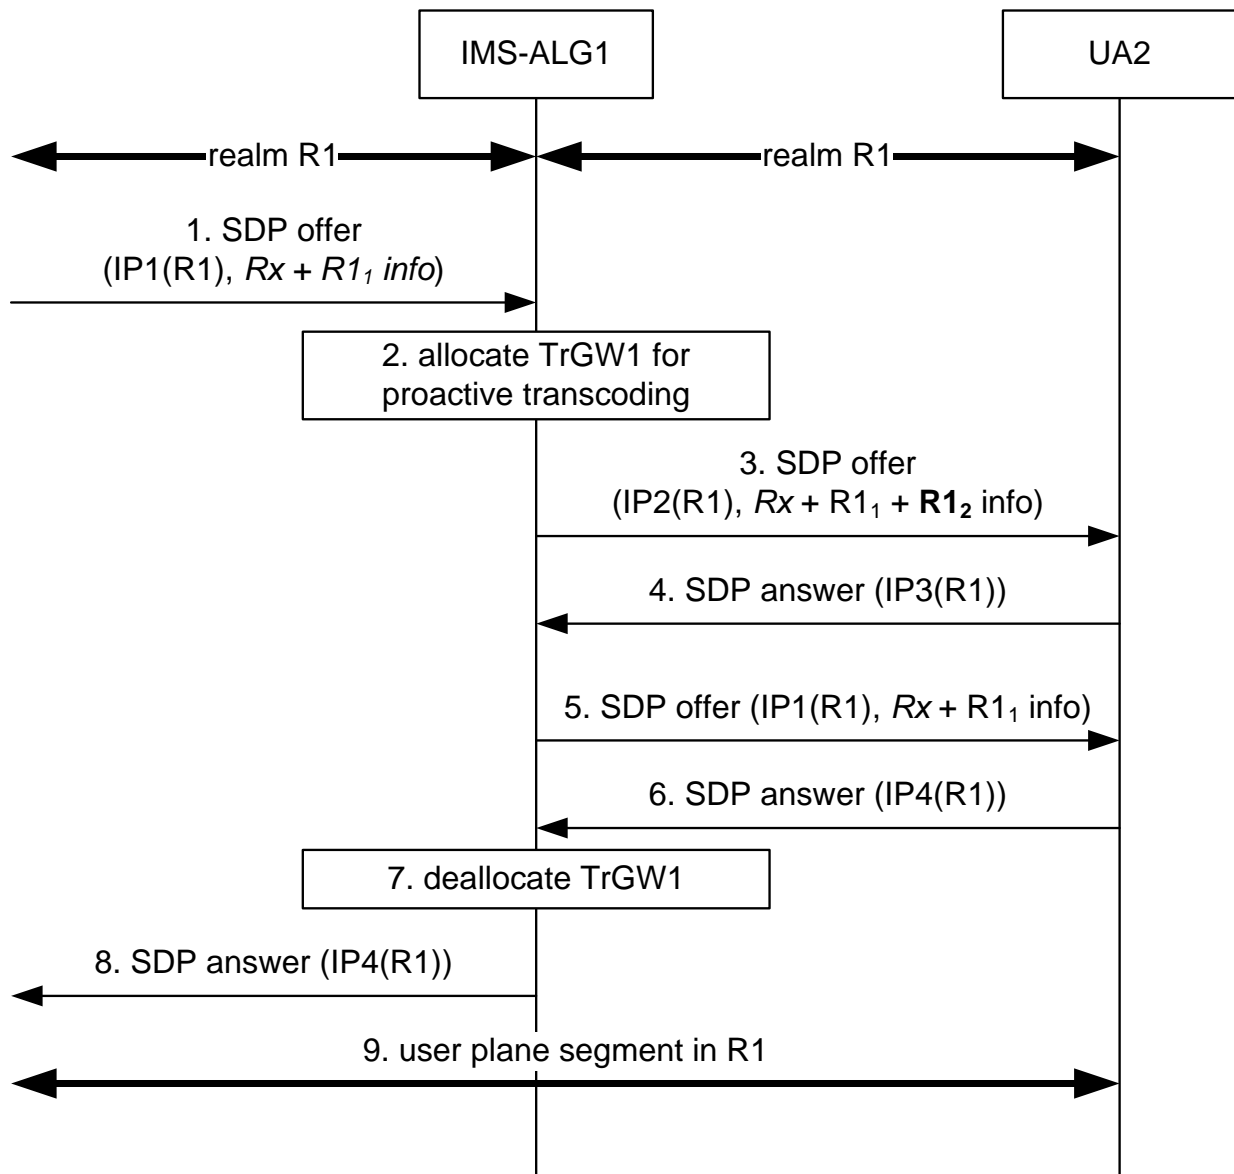 IMS-ALG1
UA2
realm R1
realm R1
1. SDP offer
(IP1(R1), Rx + R1₁ info)
2. allocate TrGW1 for
proactive transcoding
3. SDP offer
(IP2(R1), Rx + R1₁ + R1₂ info)
4. SDP answer (IP3(R1))
5. SDP offer (IP1(R1), Rx + R1₁ info)
6. SDP answer (IP4(R1))
7. deallocate TrGW1
8. SDP answer (IP4(R1))
9. user plane segment in R1